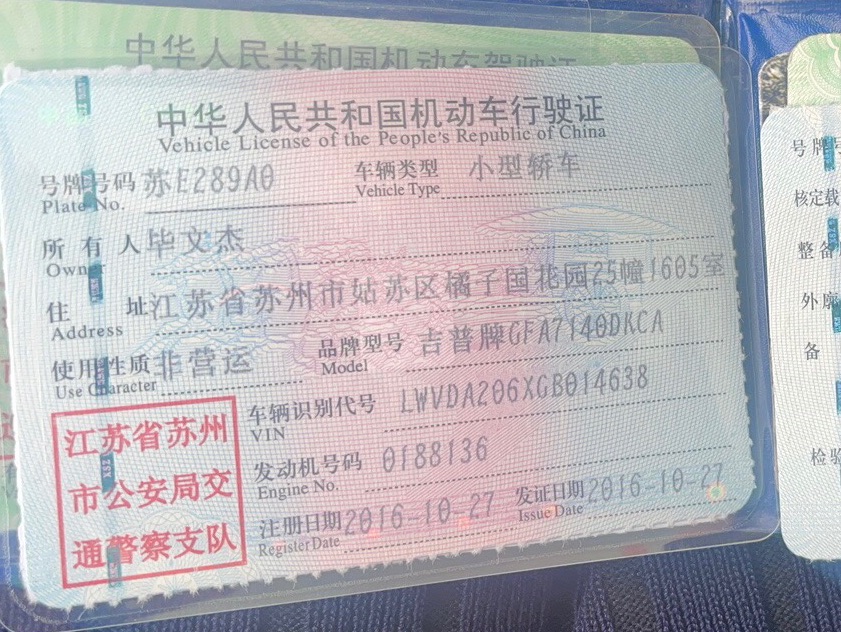 中华人民共和国机动车驾驶证
中华人民共和国机动车行驶证
Vehicle License of the People's Republic of China
号牌号码 苏E289A0 车辆类型 小型轿车
Plate No. Vehicle Type
所有人 毕文杰
Owner
住址 江苏省苏州市姑苏区橘子国花园25幢1605室
Address
使用性质 非营运 品牌型号 吉普牌GFA7140DKCA
Use Character Model
车辆识别代号 LWVDA206XGB014638
VIN
发动机号码 0188136
Engine No.
注册日期 2016-10-27 发证日期 2016-10-27
Register Date Issue Date
江苏省苏州
市公安局交
通警察支队
号牌
核定载
整备
外廓
备
检验